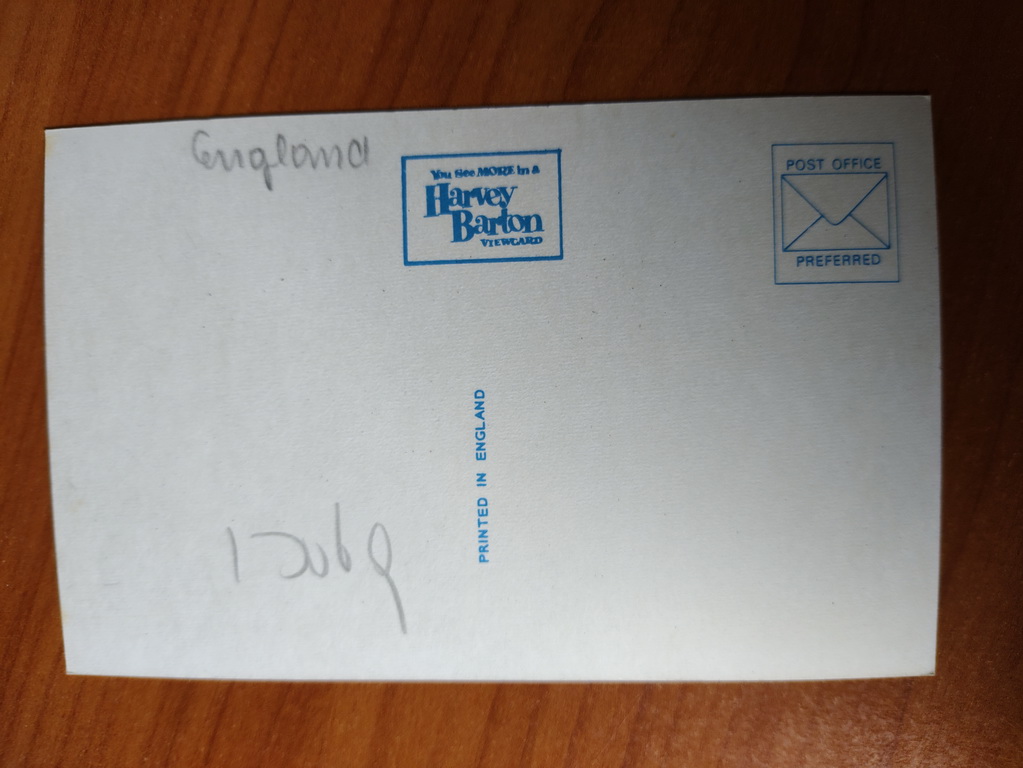 England
You See MORE in a
Harvey
Barton
VIEWCARD
POST OFFICE
PREFERRED
PRINTED IN ENGLAND